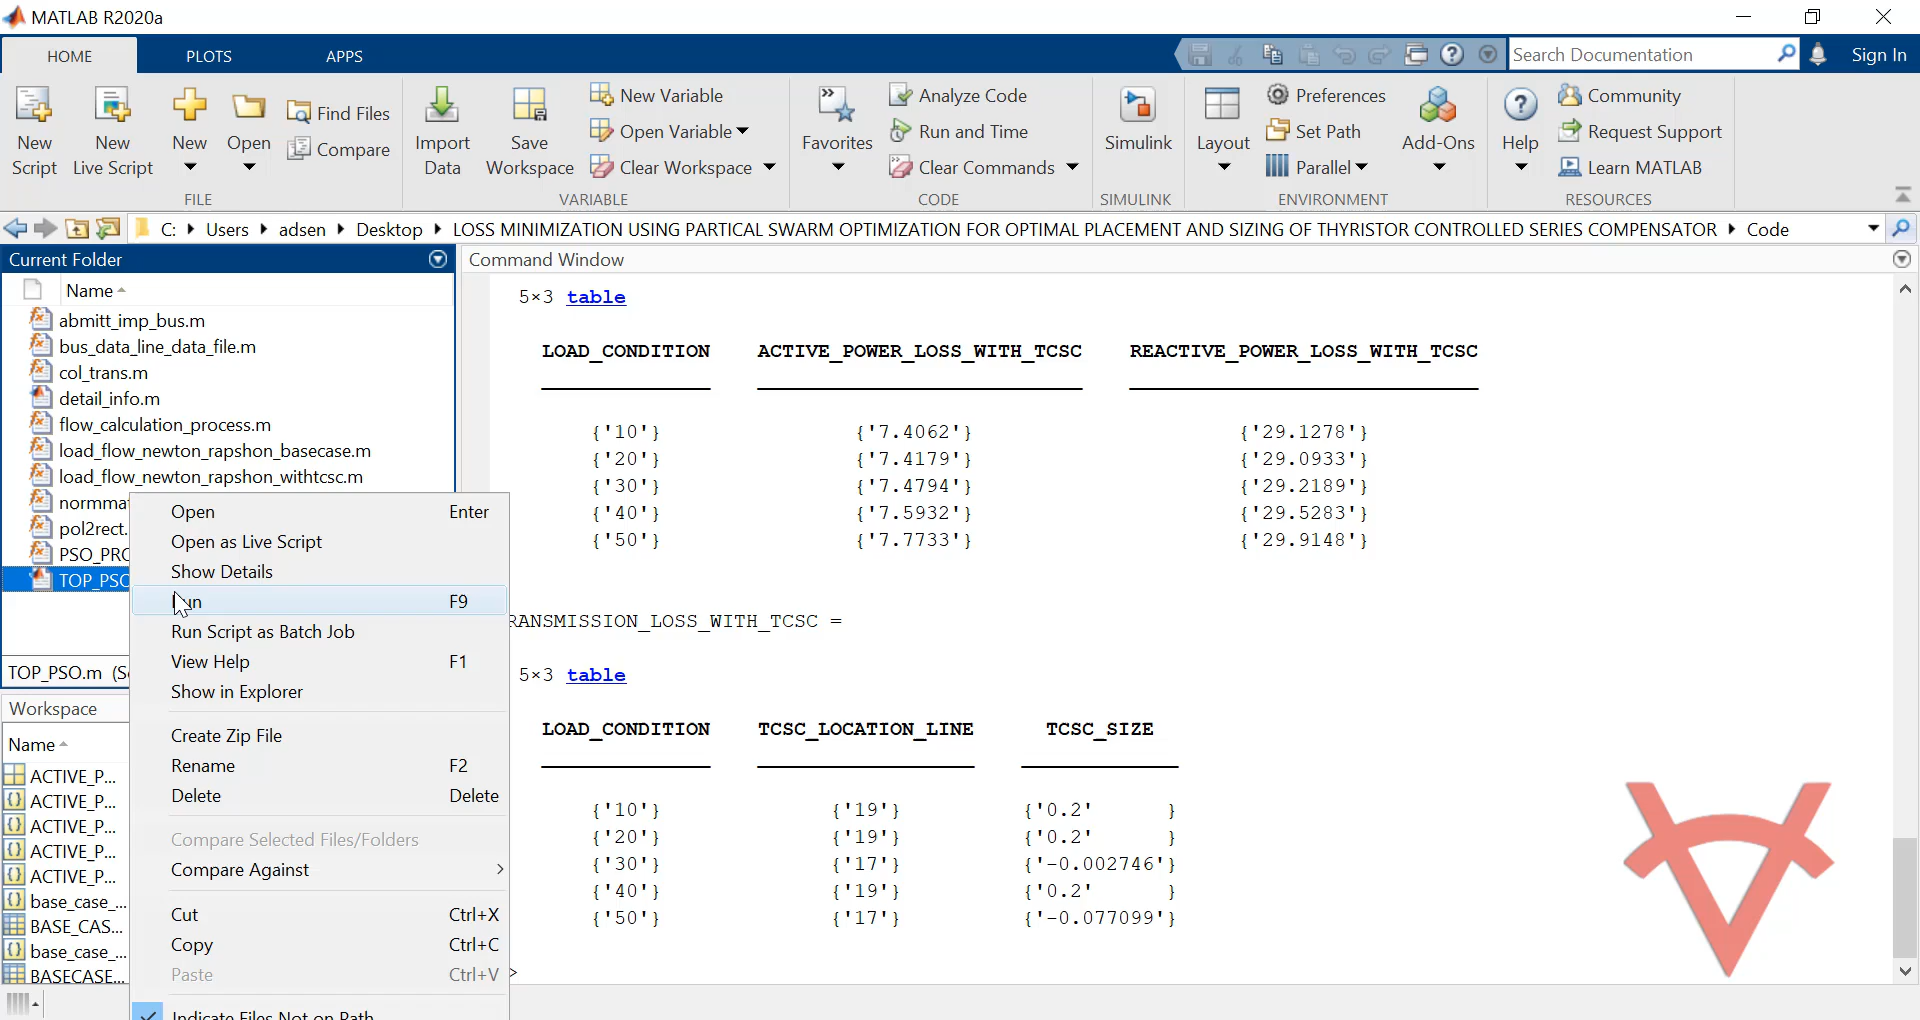 MATLAB R2020a
HOME PLOTS APPS
Search Documentation
Sign In
New Script
New Live Script
New
Open
Find Files
Compare
FILE
Import Data
Save Workspace
New Variable
Open Variable
Clear Workspace
VARIABLE
Favorites
Analyze Code
Run and Time
Clear Commands
CODE
Simulink
SIMULINK
Layout
Preferences
Set Path
Parallel
Add-Ons
ENVIRONMENT
Help
Community
Request Support
Learn MATLAB
RESOURCES
C: Users adsen Desktop LOSS MINIMIZATION USING PARTICAL SWARM OPTIMIZATION FOR OPTIMAL PLACEMENT AND SIZING OF THYRISTOR CONTROLLED SERIES COMPENSATOR Code
Current Folder
Name
abmitt_imp_bus.m
bus_data_line_data_file.m
col_trans.m
detail_info.m
flow_calculation_process.m
load_flow_newton_rapshon_basecase.m
load_flow_newton_rapshon_withtcsc.m
normma
pol2rect.
PSO_PRO
TOP_PSO
TOP_PSO.m (S
Workspace
Name
ACTIVE_P...
ACTIVE_P...
ACTIVE_P...
ACTIVE_P...
ACTIVE_P...
base_case_...
BASE_CAS...
base_case_...
BASECASE...
Open Enter
Open as Live Script
Show Details
Run F9
Run Script as Batch Job
View Help F1
Show in Explorer
Create Zip File
Rename F2
Delete Delete
Compare Selected Files/Folders
Compare Against >
Cut Ctrl+X
Copy Ctrl+C
Paste Ctrl+V
Indicate Files Not on Path
Command Window
5×3 table
LOAD_CONDITION ACTIVE_POWER_LOSS_WITH_TCSC REACTIVE_POWER_LOSS_WITH_TCSC
{'10'} {'7.4062'} {'29.1278'}
{'20'} {'7.4179'} {'29.0933'}
{'30'} {'7.4794'} {'29.2189'}
{'40'} {'7.5932'} {'29.5283'}
{'50'} {'7.7733'} {'29.9148'}
RANSMISSION_LOSS_WITH_TCSC =
5×3 table
LOAD_CONDITION TCSC_LOCATION_LINE TCSC_SIZE
{'10'} {'19'} {'0.2' }
{'20'} {'19'} {'0.2' }
{'30'} {'17'} {'-0.002746'}
{'40'} {'19'} {'0.2' }
{'50'} {'17'} {'-0.077099'}
>